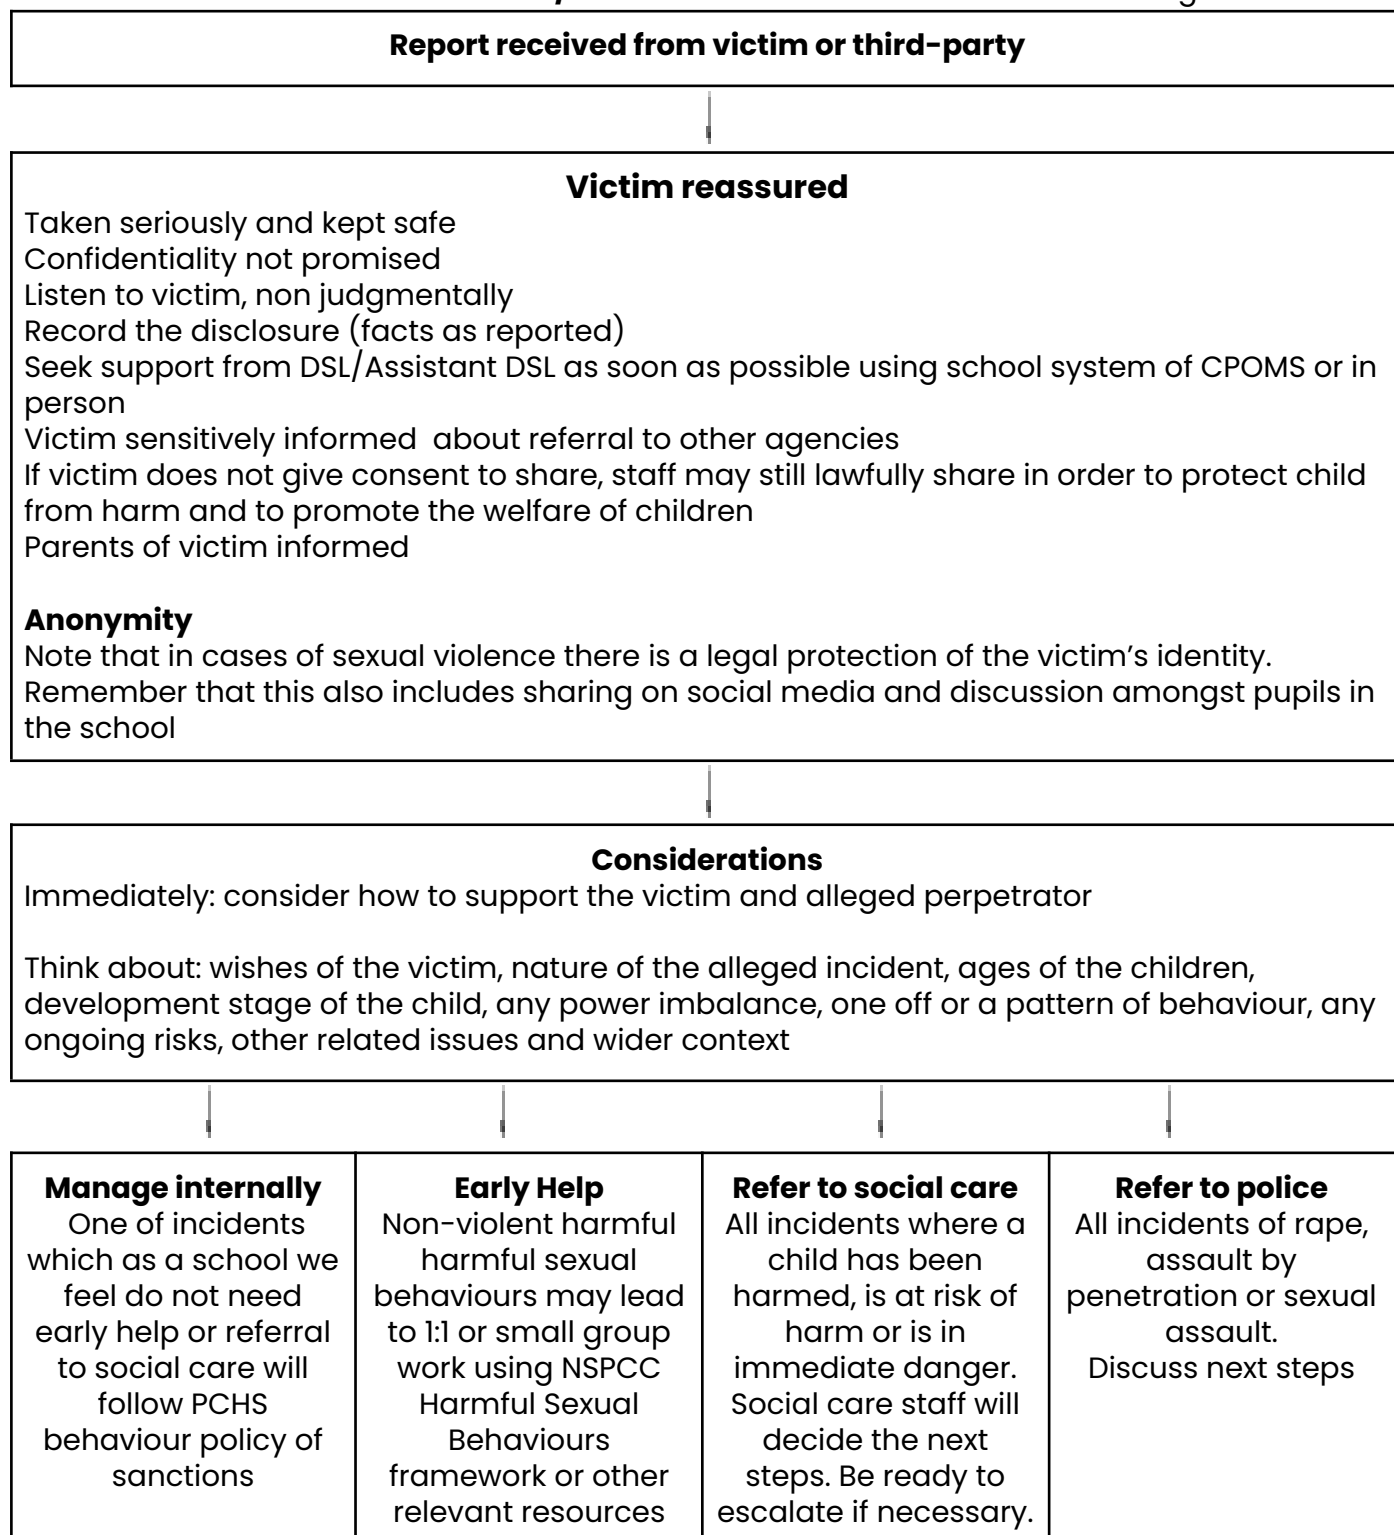 Report received from victim or third-party
Victim reassured
Taken seriously and kept safe
Confidentiality not promised
Listen to victim, non judgmentally
Record the disclosure (facts as reported)
Seek support from DSL/Assistant DSL as soon as possible using school system of CPOMS or in
person
Victim sensitively informed  about referral to other agencies
If victim does not give consent to share, staff may still lawfully share in order to protect child
from harm and to promote the welfare of children
Parents of victim informed
Anonymity
Note that in cases of sexual violence there is a legal protection of the victim's identity.
Remember that this also includes sharing on social media and discussion amongst pupils in
the school
Considerations
Immediately: consider how to support the victim and alleged perpetrator
Think about: wishes of the victim, nature of the alleged incident, ages of the children,
development stage of the child, any power imbalance, one off or a pattern of behaviour, any
ongoing risks, other related issues and wider context
Manage internally
One of incidents
which as a school we
feel do not need
early help or referral
to social care will
follow PCHS
behaviour policy of
sanctions
Early Help
Non-violent harmful
harmful sexual
behaviours may lead
to 1:1 or small group
work using NSPCC
Harmful Sexual
Behaviours
framework or other
relevant resources
Refer to social care
All incidents where a
child has been
harmed, is at risk of
harm or is in
immediate danger.
Social care staff will
decide the next
steps. Be ready to
escalate if necessary.
Refer to police
All incidents of rape,
assault by
penetration or sexual
assault.
Discuss next steps